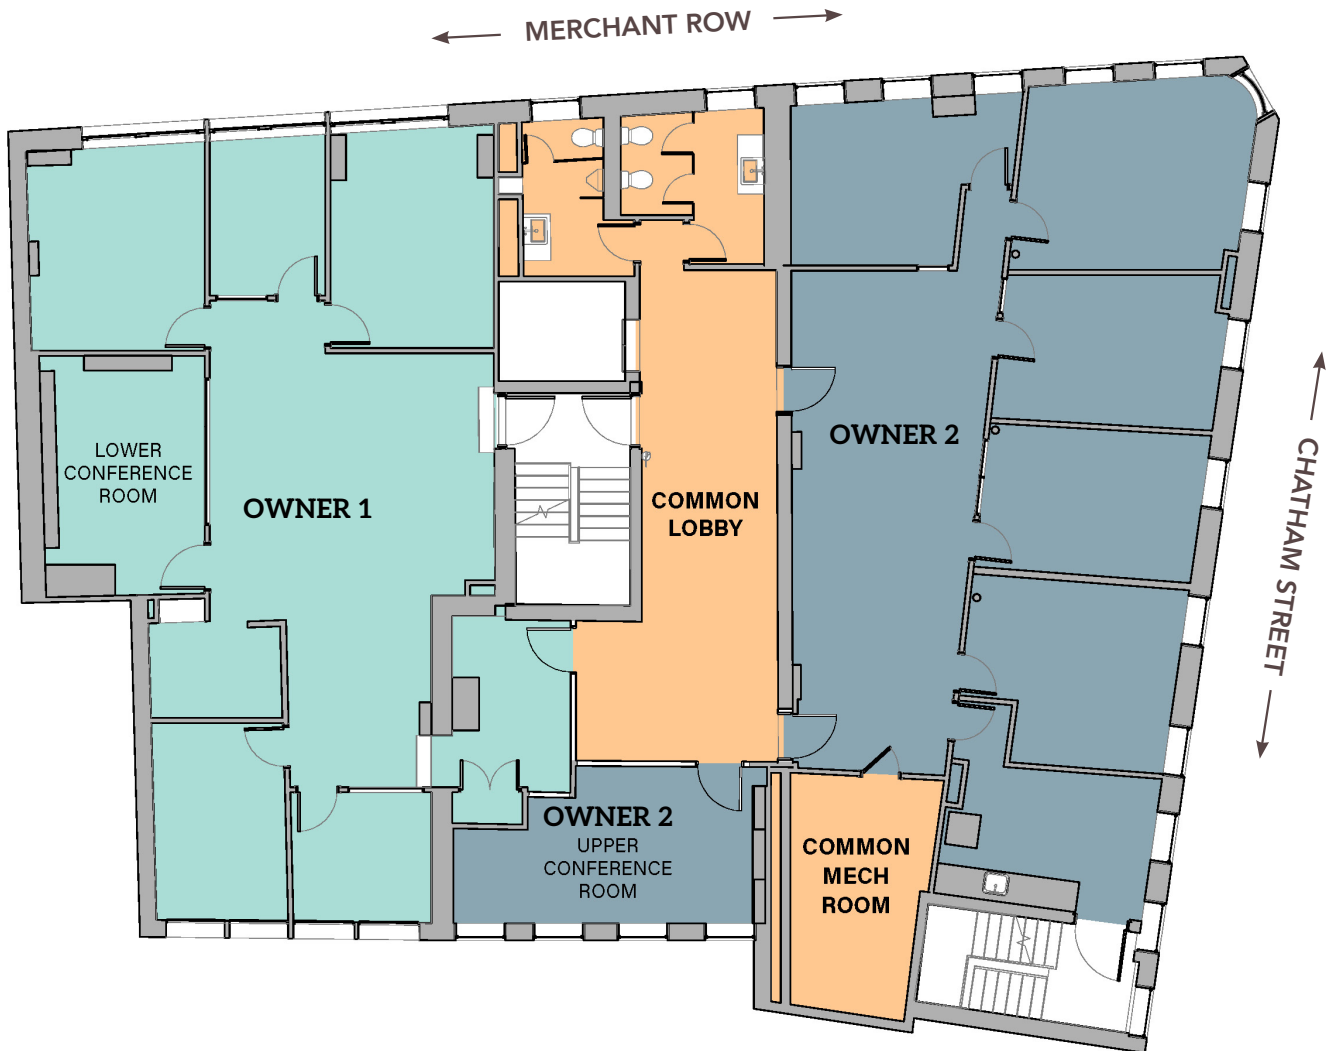 MERCHANT ROW
LOWER
CONFERENCE
ROOM
OWNER 1
COMMON
LOBBY
OWNER 2
CHATHAM STREET
OWNER 2
UPPER
CONFERENCE
ROOM
COMMON
MECH
ROOM